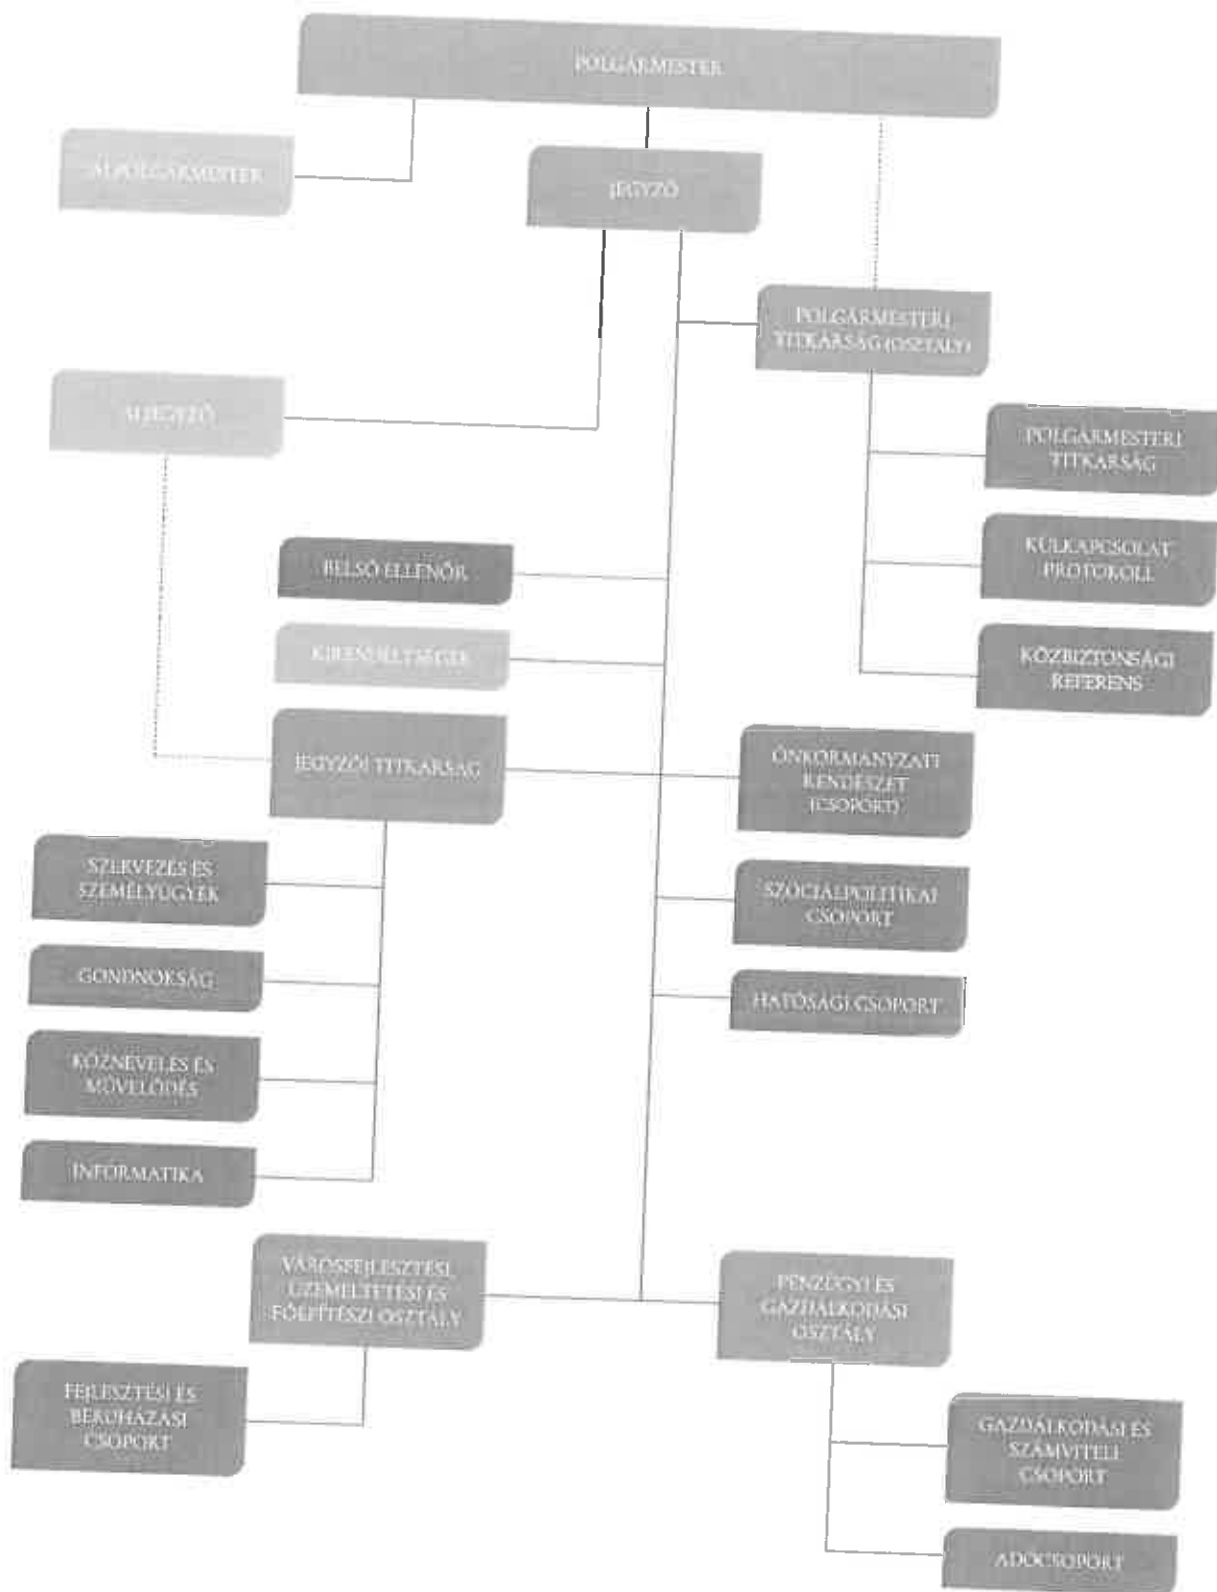 POLGÁRMESTER
ALPOLGÁRMESTER
JEGYZŐ
POLGÁRMESTERI
TITKÁRSÁG (OSZTÁLY)
ALJEGYZŐ
POLGÁRMESTERI
TITKÁRSÁG
KÜLKAPCSOLAT
PROTOKOLL
BELSŐ ELLENŐR
KIRENDELTSÉGEK
KÖZBIZTONSÁGI
REFERENS
JEGYZŐI TITKÁRSÁG
ÖNKORMÁNYZATI
RENDÉSZET
(CSOPORT)
SZERVEZÉS ÉS
SZEMÉLYÜGYEK
SZOCIÁLPOLITIKAI
CSOPORT
GONDNOKSÁG
HATÓSÁGI CSOPORT
KÖZNEVELÉS ÉS
MŰVELŐDÉS
INFORMATIKA
VÁROSFEJLESZTÉSI,
ÜZEMELTETÉSI ÉS
FŐÉPÍTÉSZI OSZTÁLY
PÉNZÜGYI ÉS
GAZDÁLKODÁSI
OSZTÁLY
FEJLESZTÉSI ÉS
BERUHÁZÁSI
CSOPORT
GAZDÁLKODÁSI ÉS
SZÁMVITELI
CSOPORT
ADÓCSOPORT